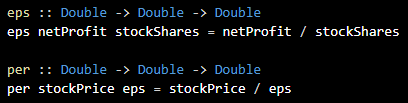 eps :: Double -> Double -> Double
eps netProfit stockShares = netProfit / stockShares
per :: Double -> Double -> Double
per stockPrice eps = stockPrice / eps